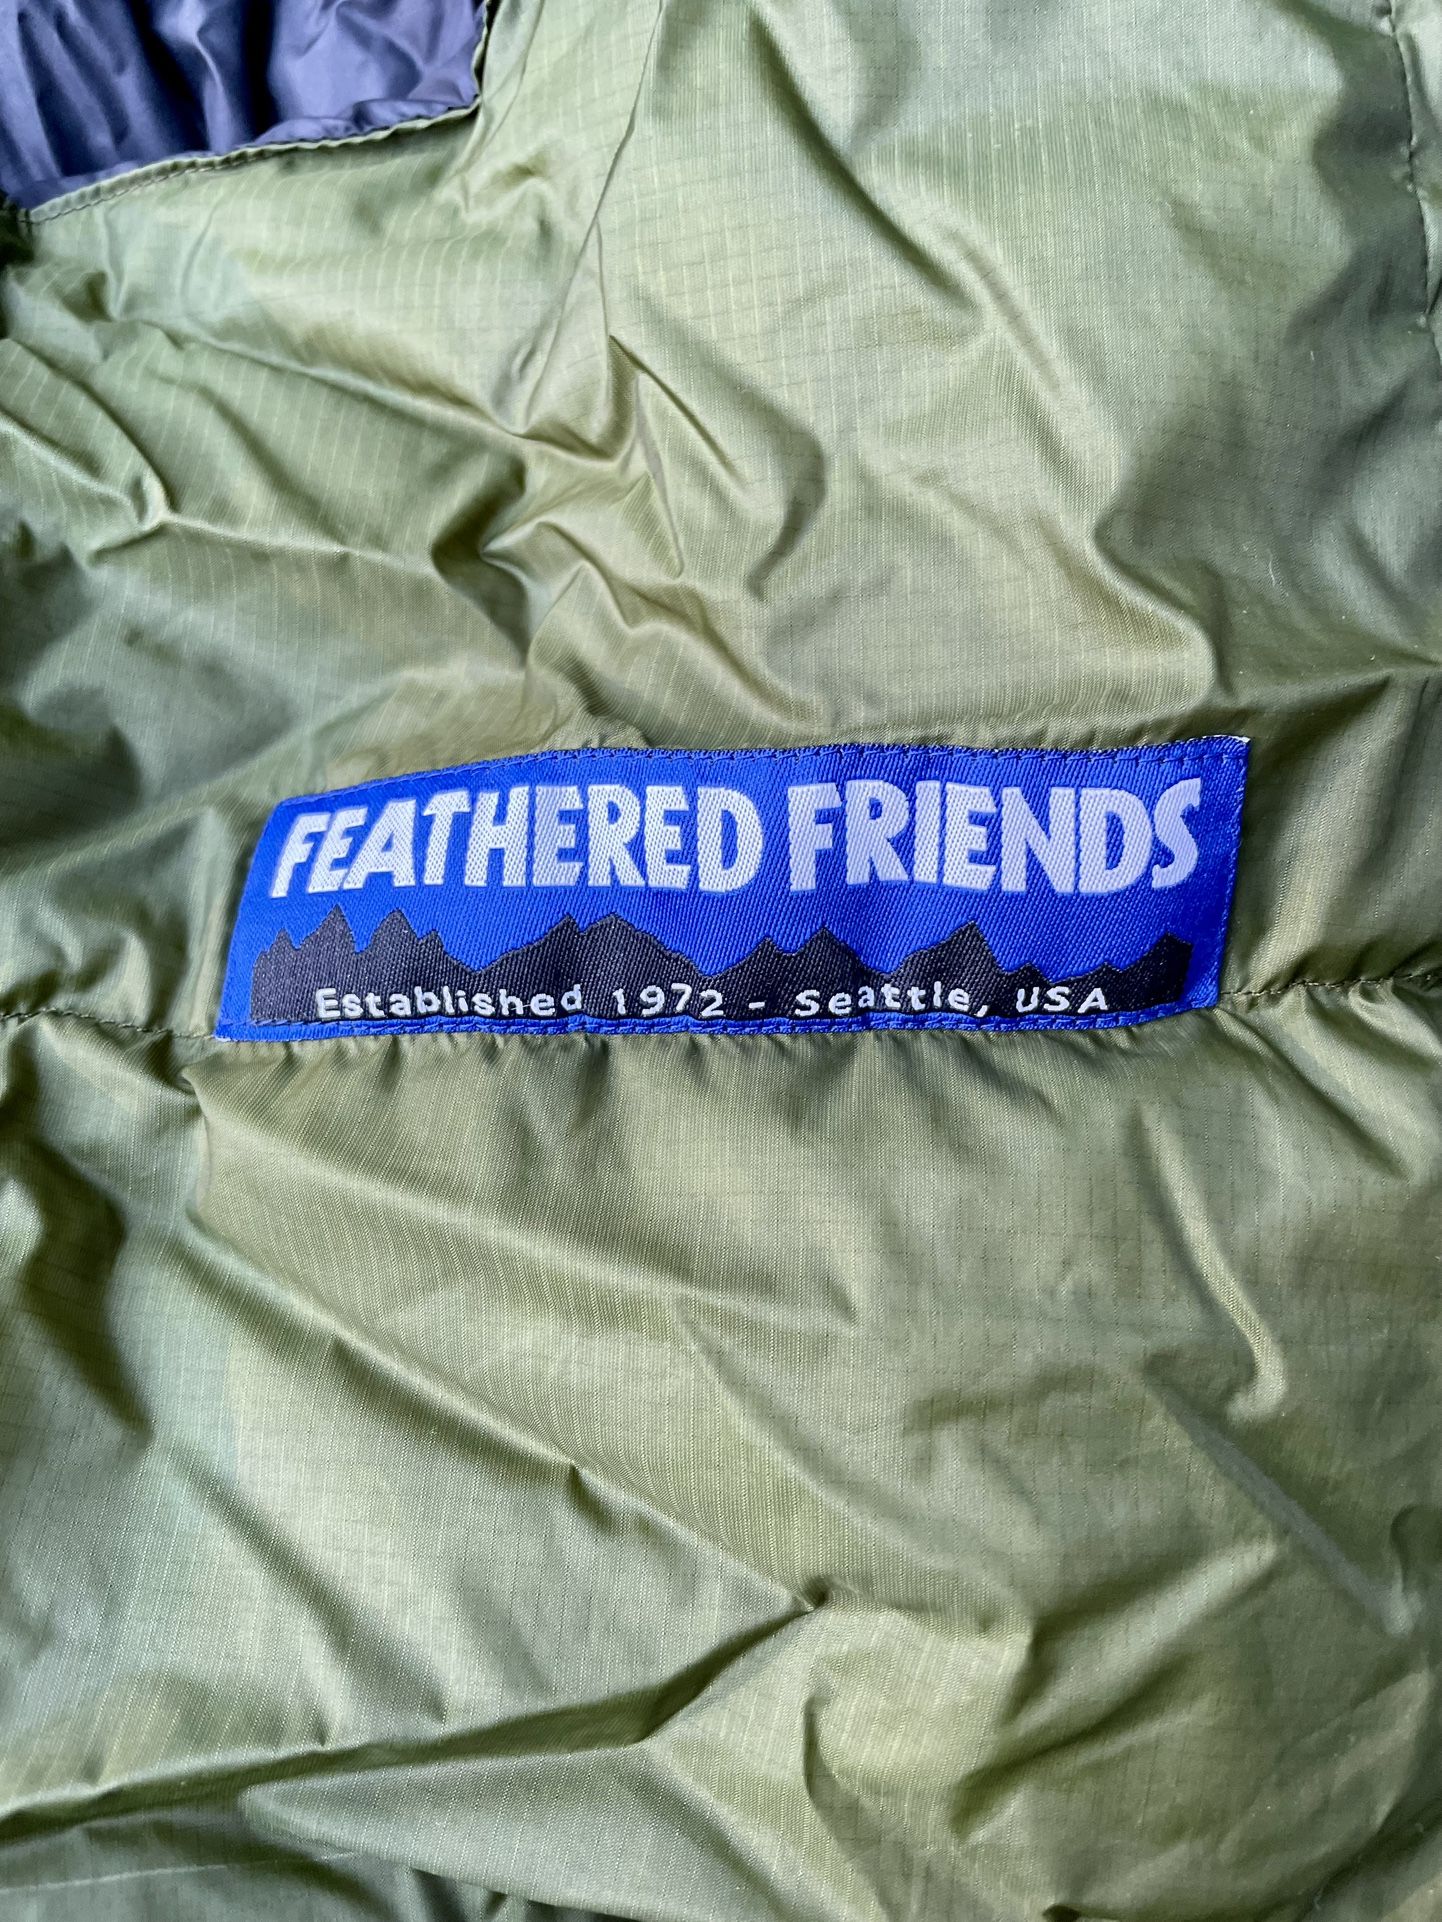 FEATHERED FRIENDS
Established 1972 - Seattle, USA